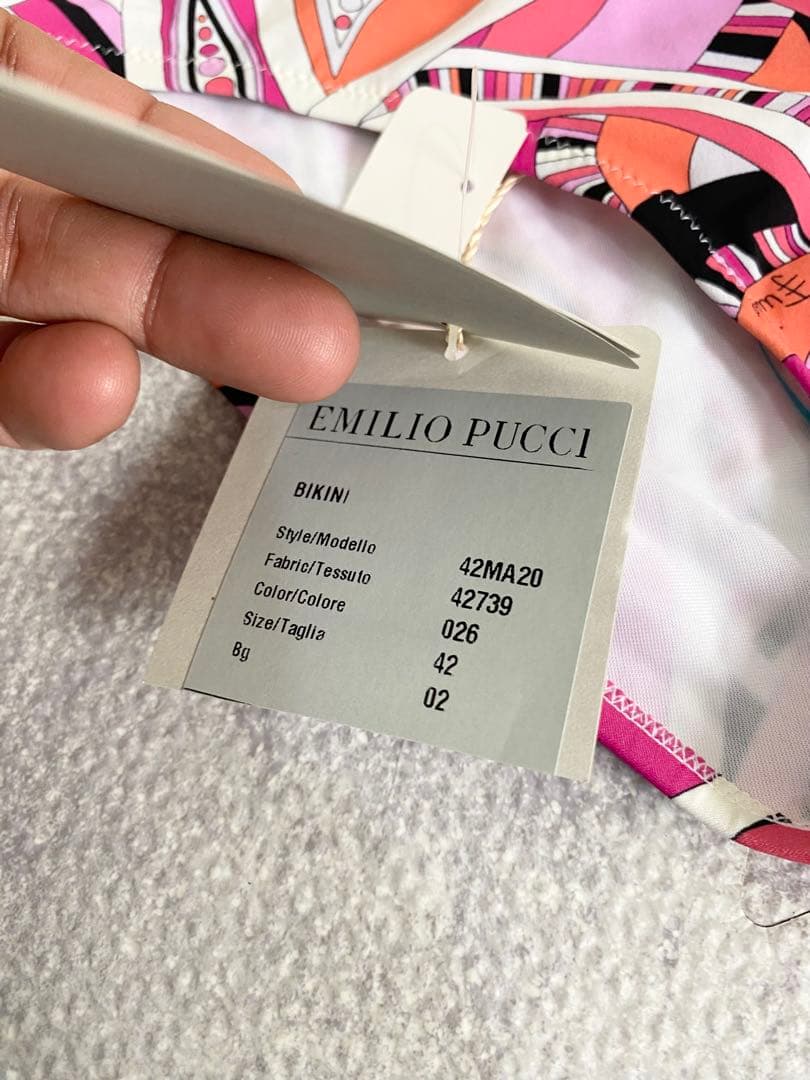 EMILIO PUCCI
BIKINI
Style/Modello 42MA20
Fabric/Tessuto 42739
Color/Colore 026
Size/Taglia 42
Bg 02